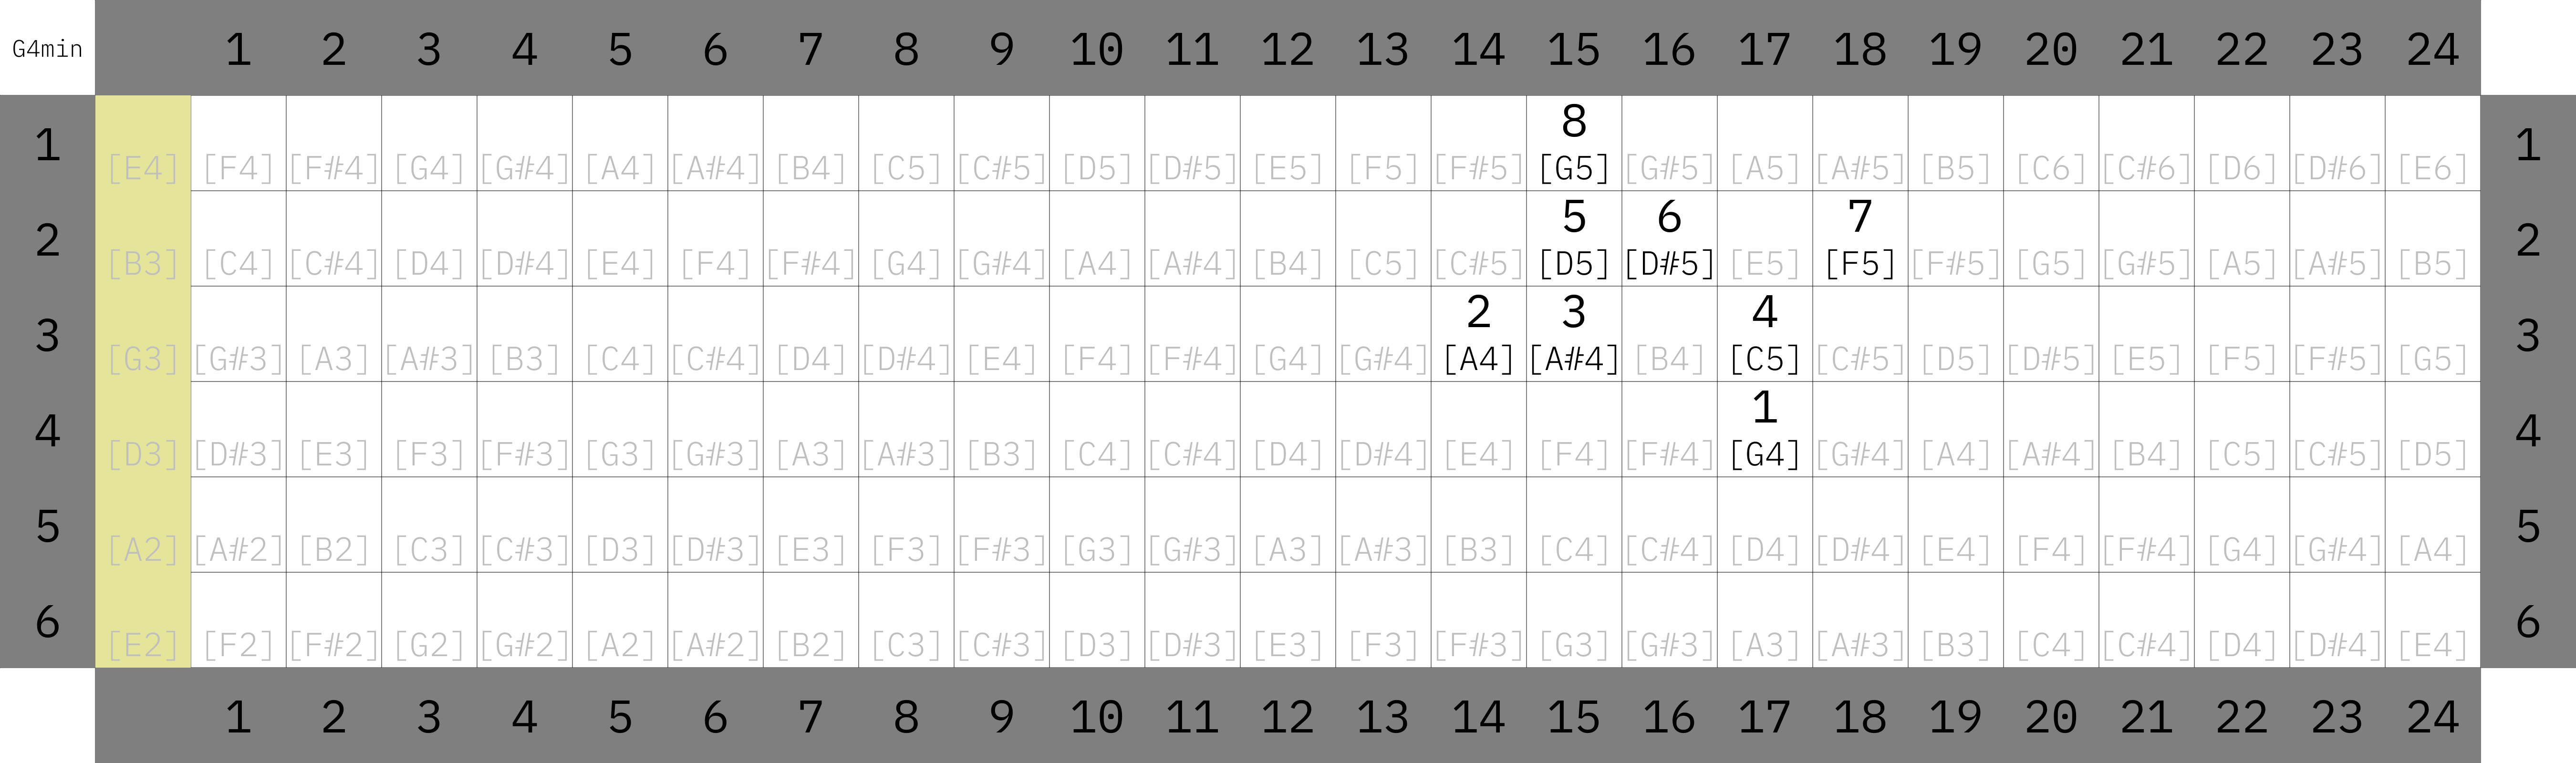 G4min 1 2 3 4 5 6 7 8 9 10 11 12 13 14 15 16 17 18 19 20 21 22 23 24
8
1 [E4] [F4] [F#4] [G4] [G#4] [A4] [A#4] [B4] [C5] [C#5] [D5] [D#5] [E5] [F5] [F#5] [G5] [G#5] [A5] [A#5] [B5] [C6] [C#6] [D6] [D#6] [E6] 1
5 6 7
2 [B3] [C4] [C#4] [D4] [D#4] [E4] [F4] [F#4] [G4] [G#4] [A4] [A#4] [B4] [C5] [C#5] [D5] [D#5] [E5] [F5] [F#5] [G5] [G#5] [A5] [A#5] [B5] 2
2 3 4
3 [G3] [G#3] [A3] [A#3] [B3] [C4] [C#4] [D4] [D#4] [E4] [F4] [F#4] [G4] [G#4] [A4] [A#4] [B4] [C5] [C#5] [D5] [D#5] [E5] [F5] [F#5] [G5] 3
1
4 [D3] [D#3] [E3] [F3] [F#3] [G3] [G#3] [A3] [A#3] [B3] [C4] [C#4] [D4] [D#4] [E4] [F4] [F#4] [G4] [G#4] [A4] [A#4] [B4] [C5] [C#5] [D5] 4
5 [A2] [A#2] [B2] [C3] [C#3] [D3] [D#3] [E3] [F3] [F#3] [G3] [G#3] [A3] [A#3] [B3] [C4] [C#4] [D4] [D#4] [E4] [F4] [F#4] [G4] [G#4] [A4] 5
6 [E2] [F2] [F#2] [G2] [G#2] [A2] [A#2] [B2] [C3] [C#3] [D3] [D#3] [E3] [F3] [F#3] [G3] [G#3] [A3] [A#3] [B3] [C4] [C#4] [D4] [D#4] [E4] 6
1 2 3 4 5 6 7 8 9 10 11 12 13 14 15 16 17 18 19 20 21 22 23 24